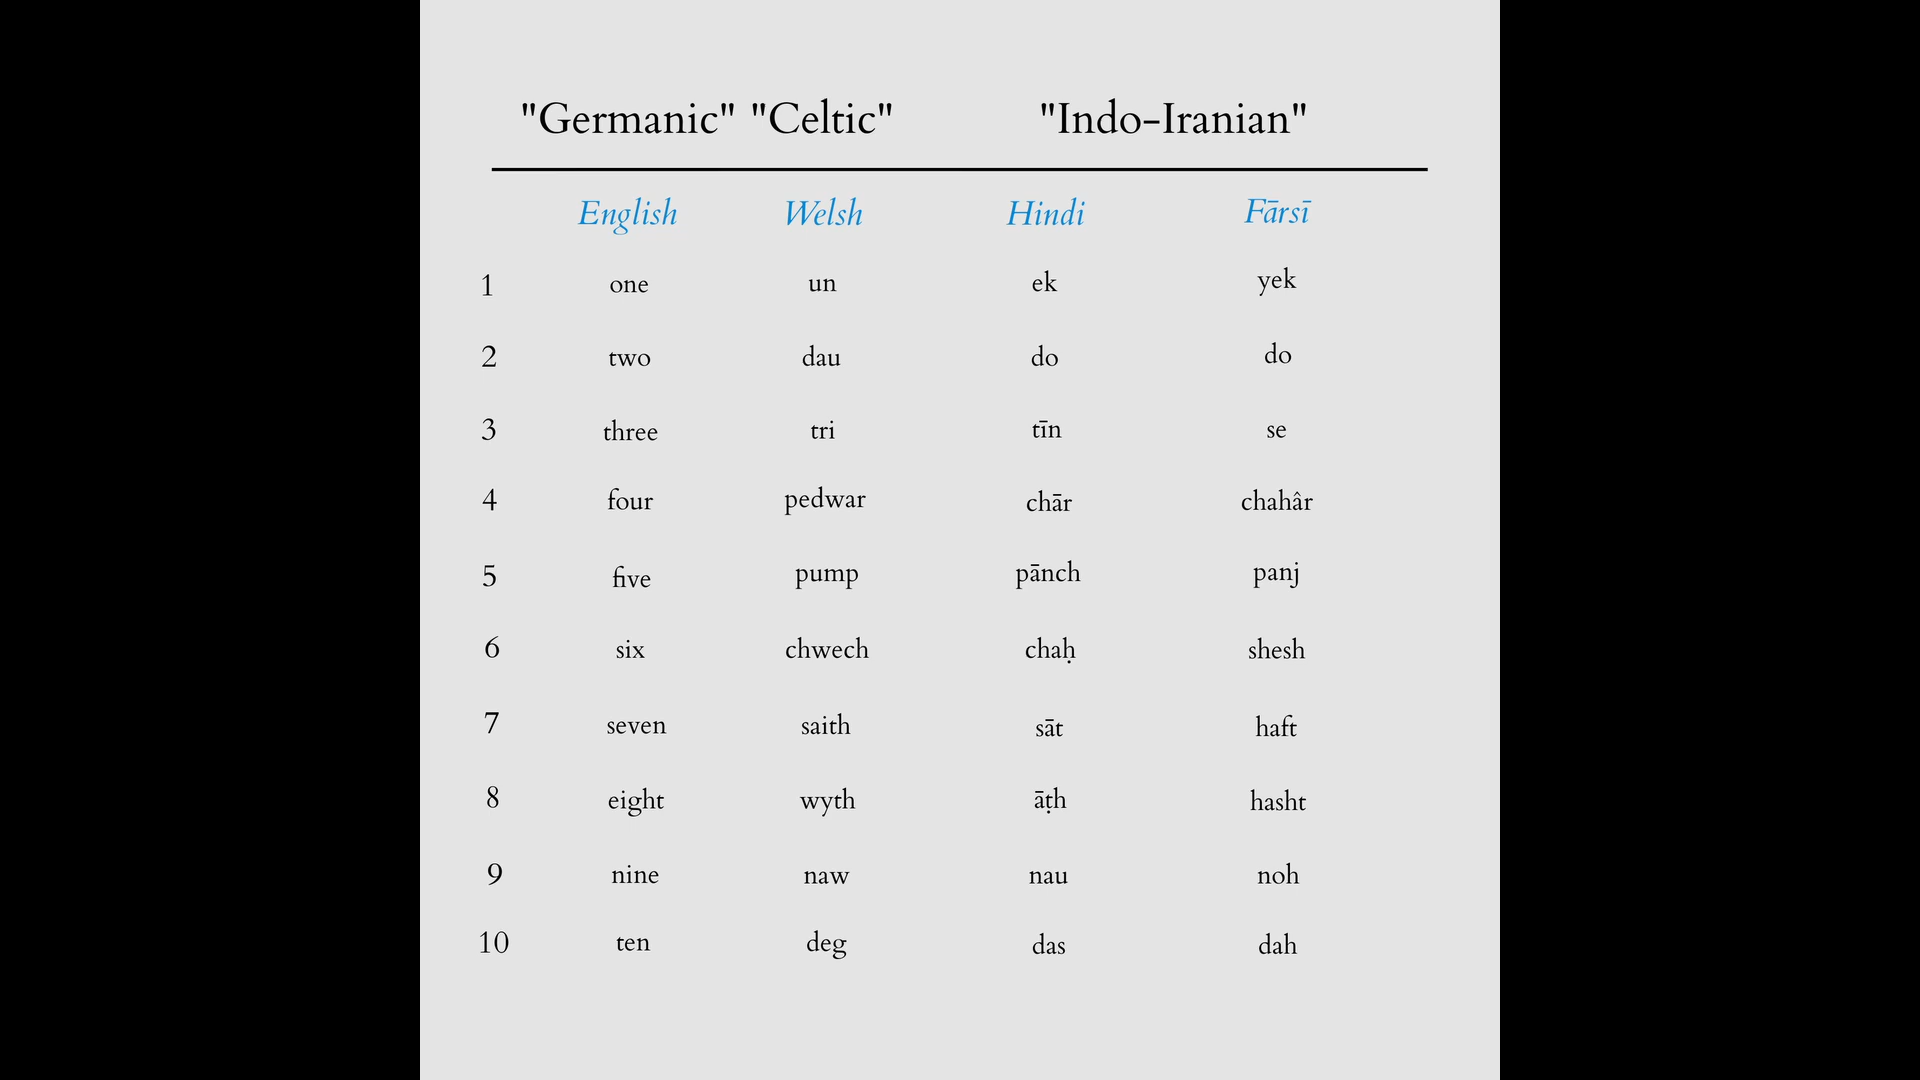 "Germanic" "Celtic" "Indo-Iranian"
English Welsh Hindi Fārsī
1 one un ek yek
2 two dau do do
3 three tri tīn se
4 four pedwar chār chahâr
5 five pump pānch panj
6 six chwech chaḥ shesh
7 seven saith sāt haft
8 eight wyth āṭh hasht
9 nine naw nau noh
10 ten deg das dah